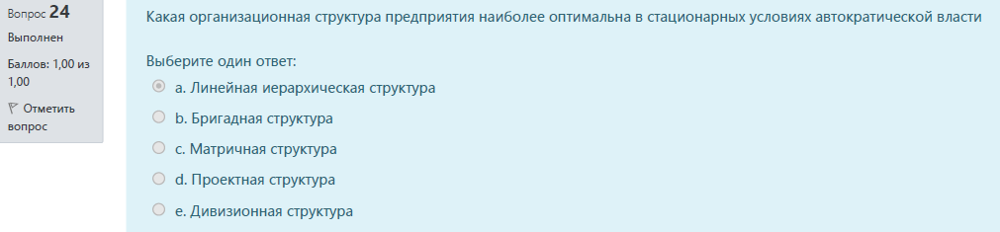 Вопрос 24
Выполнен
Баллов: 1,00 из
1,00
Отметить
вопрос
Какая организационная структура предприятия наиболее оптимальна в стационарных условиях автократической власти
Выберите один ответ:
a. Линейная иерархическая структура
b. Бригадная структура
c. Матричная структура
d. Проектная структура
e. Дивизионная структура